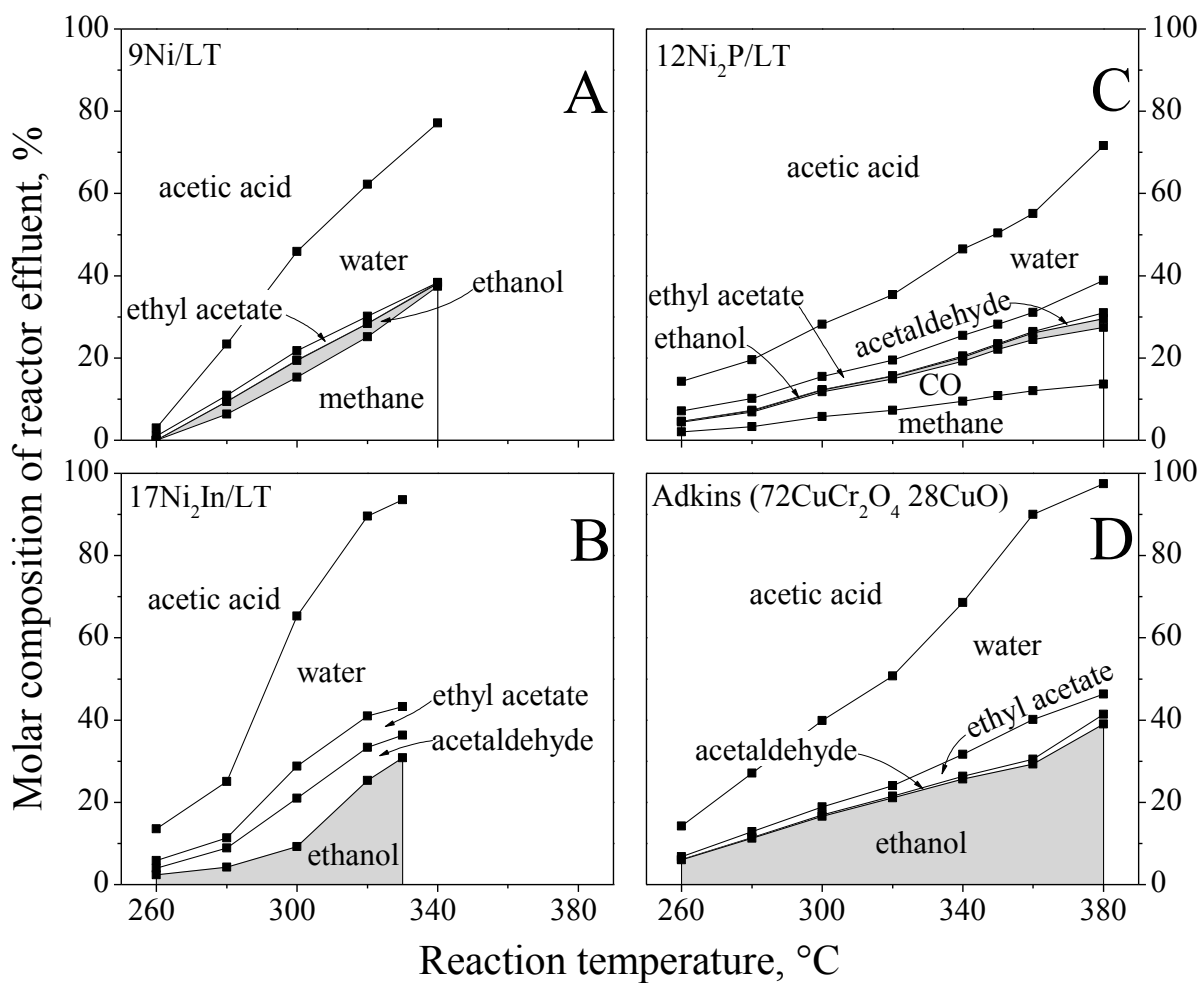 Molar composition of reactor effluent, %
100
80
60
40
20
0
9Ni/LT
A
acetic acid
water
ethanol
ethyl acetate
methane
12Ni₂P/LT
C
acetic acid
water
ethyl acetate
acetaldehyde
ethanol
CO
methane
100
80
60
40
20
0
100
80
60
40
20
0
17Ni₂In/LT
B
acetic acid
water
ethyl acetate
acetaldehyde
ethanol
260
300
340
380
Adkins (72CuCr₂O₄ 28CuO)
D
acetic acid
water
ethyl acetate
acetaldehyde
ethanol
100
80
60
40
20
0
260
300
340
380
Reaction temperature, °C